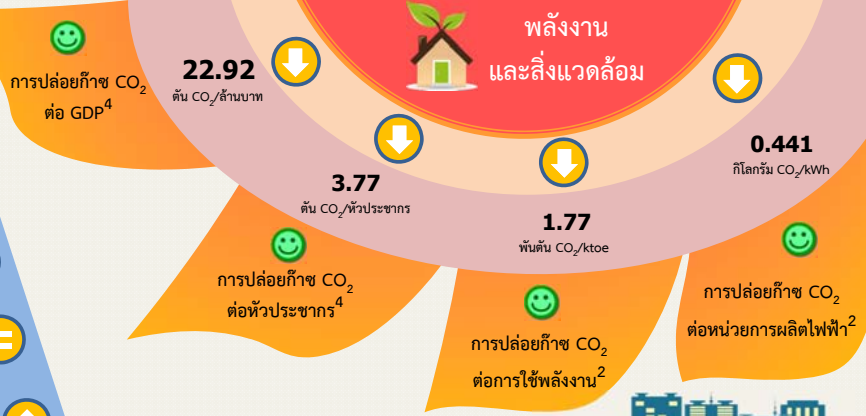 พลังงาน
และสิ่งแวดล้อม
การปล่อยก๊าซ CO₂
ต่อ GDP⁴
22.92
ตัน CO₂/ล้านบาท
3.77
ตัน CO₂/หัวประชากร
1.77
พันตัน CO₂/ktoe
0.441
กิโลกรัม CO₂/kWh
การปล่อยก๊าซ CO₂
ต่อหัวประชากร⁴
การปล่อยก๊าซ CO₂
ต่อการใช้พลังงาน²
การปล่อยก๊าซ CO₂
ต่อหน่วยการผลิตไฟฟ้า²